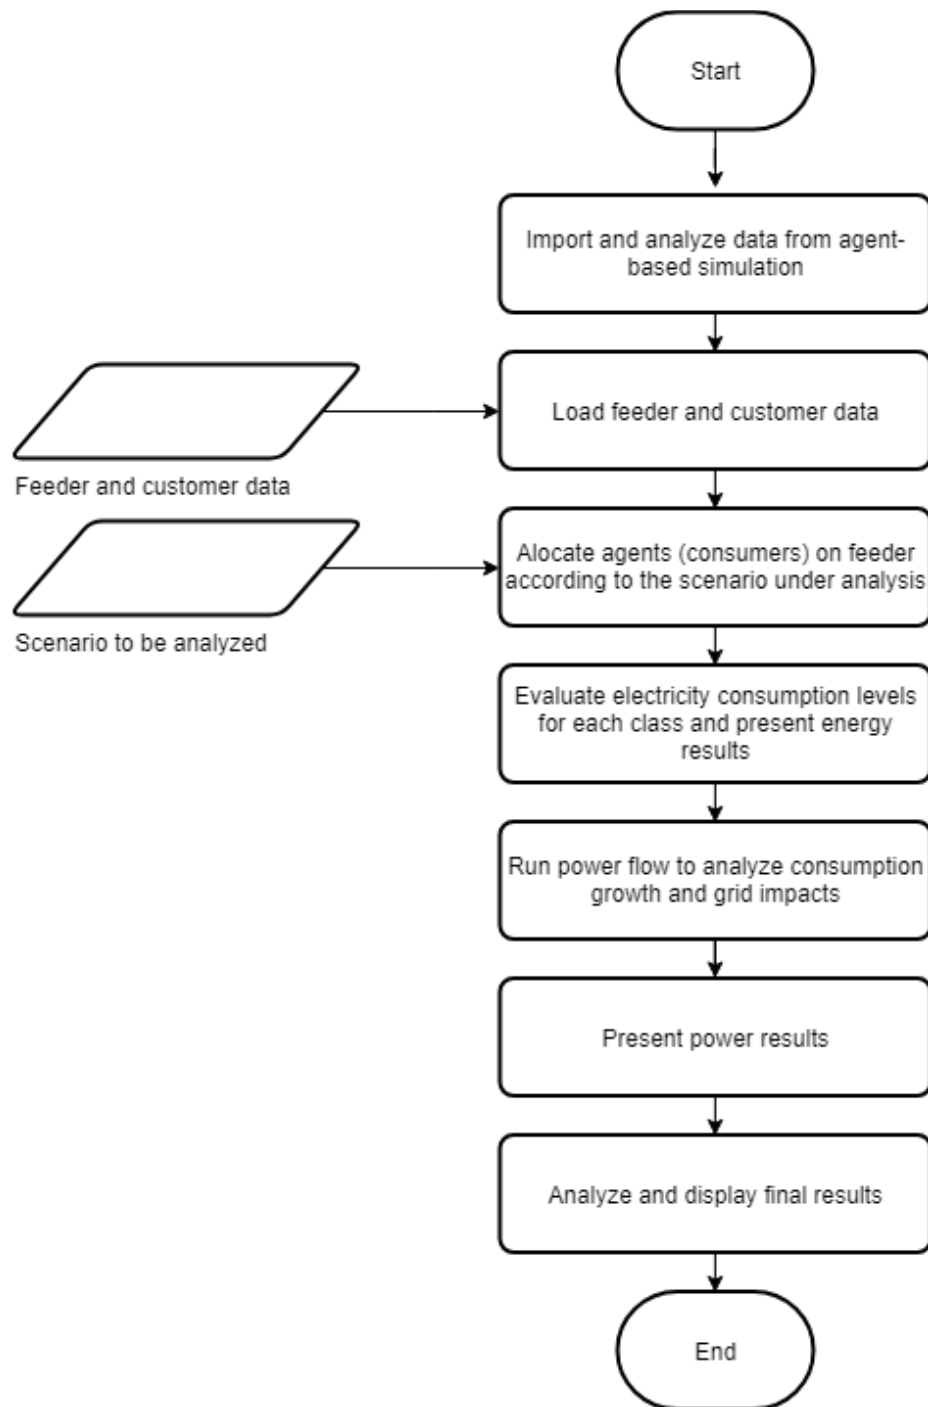 Start
Import and analyze data from agent-
based simulation
Load feeder and customer data
Feeder and customer data
Alocate agents (consumers) on feeder
according to the scenario under analysis
Scenario to be analyzed
Evaluate electricity consumption levels
for each class and present energy
results
Run power flow to analyze consumption
growth and grid impacts
Present power results
Analyze and display final results
End